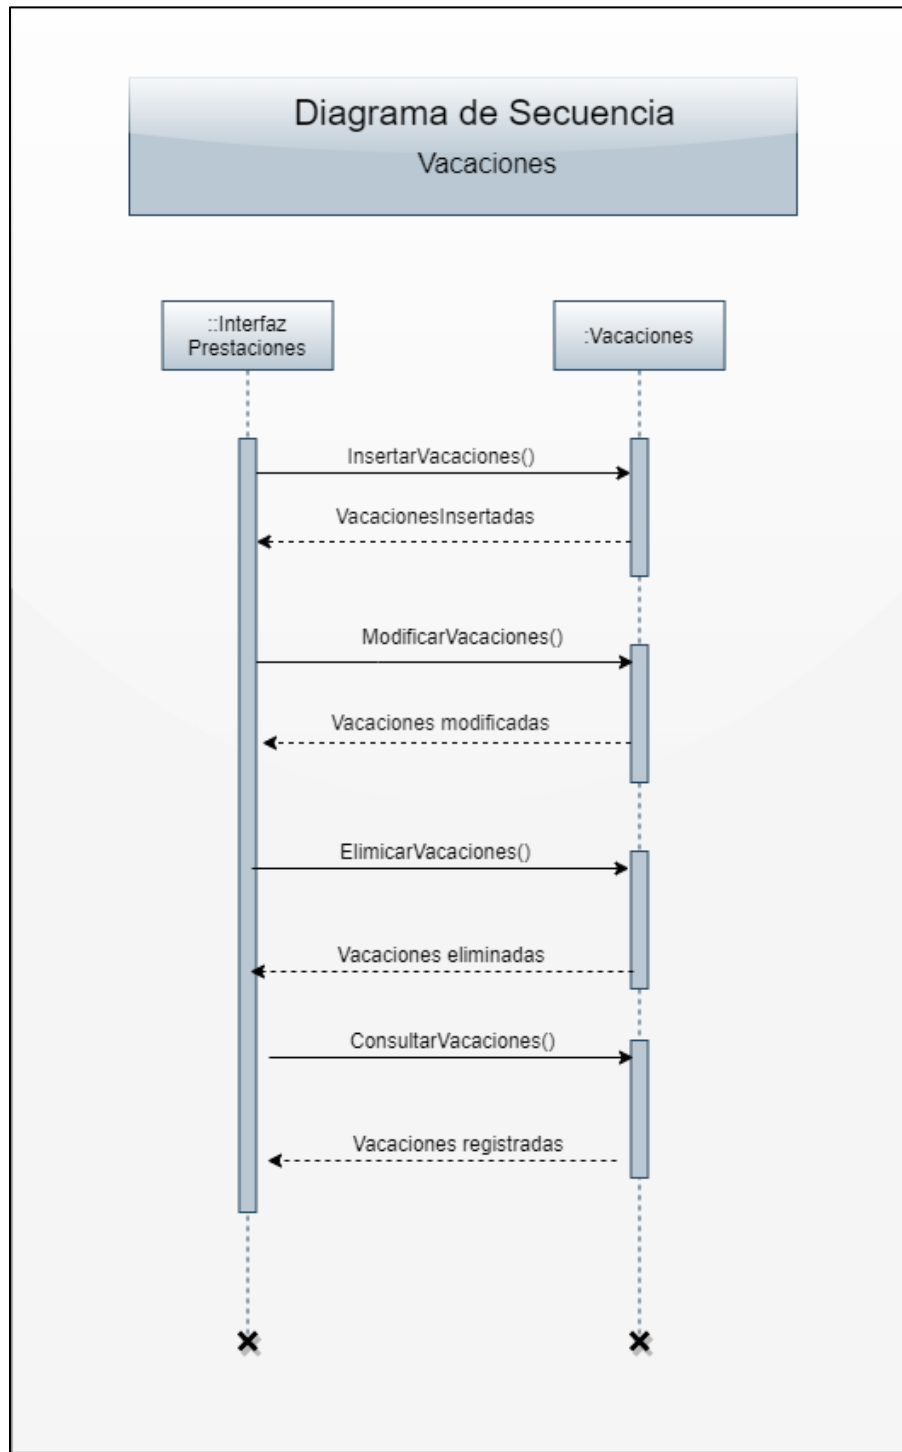 Diagrama de Secuencia
Vacaciones
::Interfaz
Prestaciones
:Vacaciones
InsertarVacaciones()
VacacionesInsertadas
ModificarVacaciones()
Vacaciones modificadas
ElimicarVacaciones()
Vacaciones eliminadas
ConsultarVacaciones()
Vacaciones registradas